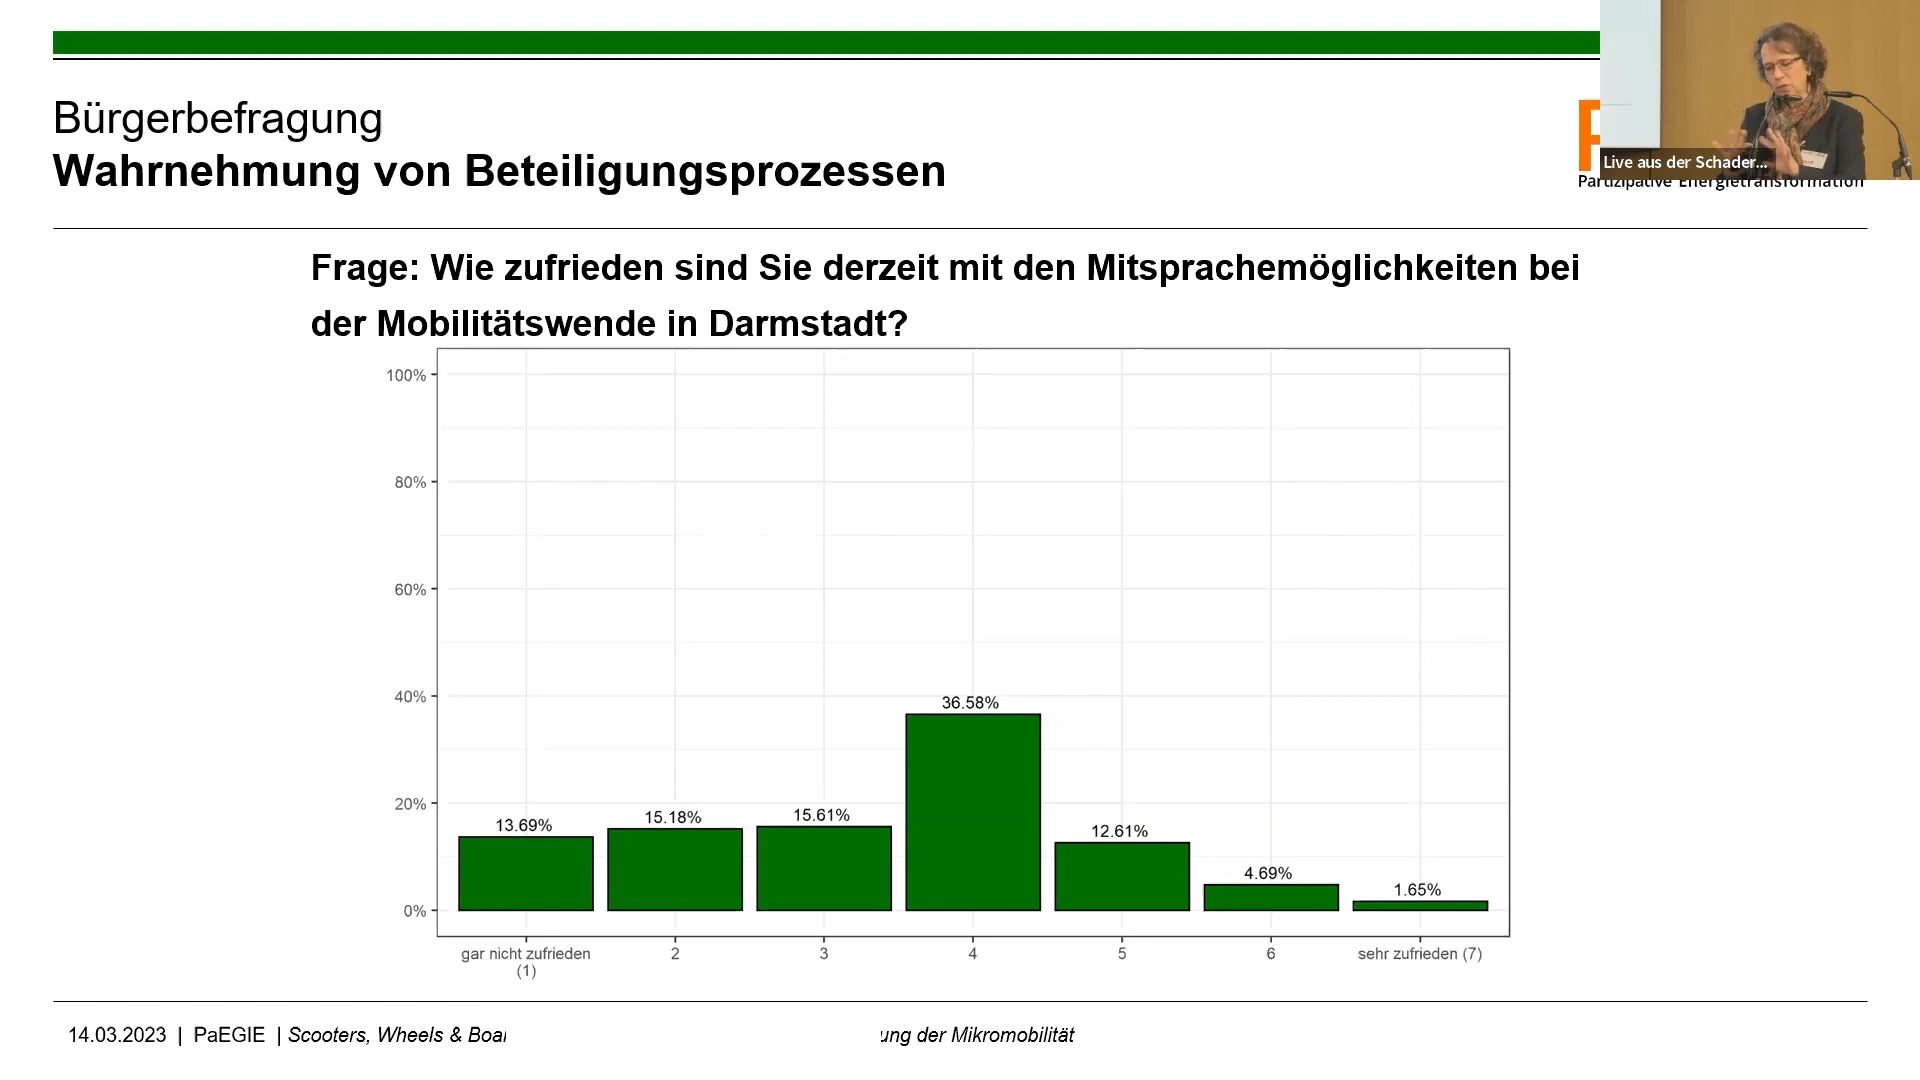 Bürgerbefragung
Wahrnehmung von Beteiligungsprozessen
Live aus der Schader...
Partizipative Energietransformation
Frage: Wie zufrieden sind Sie derzeit mit den Mitsprachemöglichkeiten bei
der Mobilitätswende in Darmstadt?
100%
80%
60%
40%
20%
0%
13.69%
15.18%
15.61%
36.58%
12.61%
4.69%
1.65%
gar nicht zufrieden
(1)
2
3
4
5
6
sehr zufrieden (7)
14.03.2023 | PaEGIE | Scooters, Wheels & Boar ung der Mikromobilität